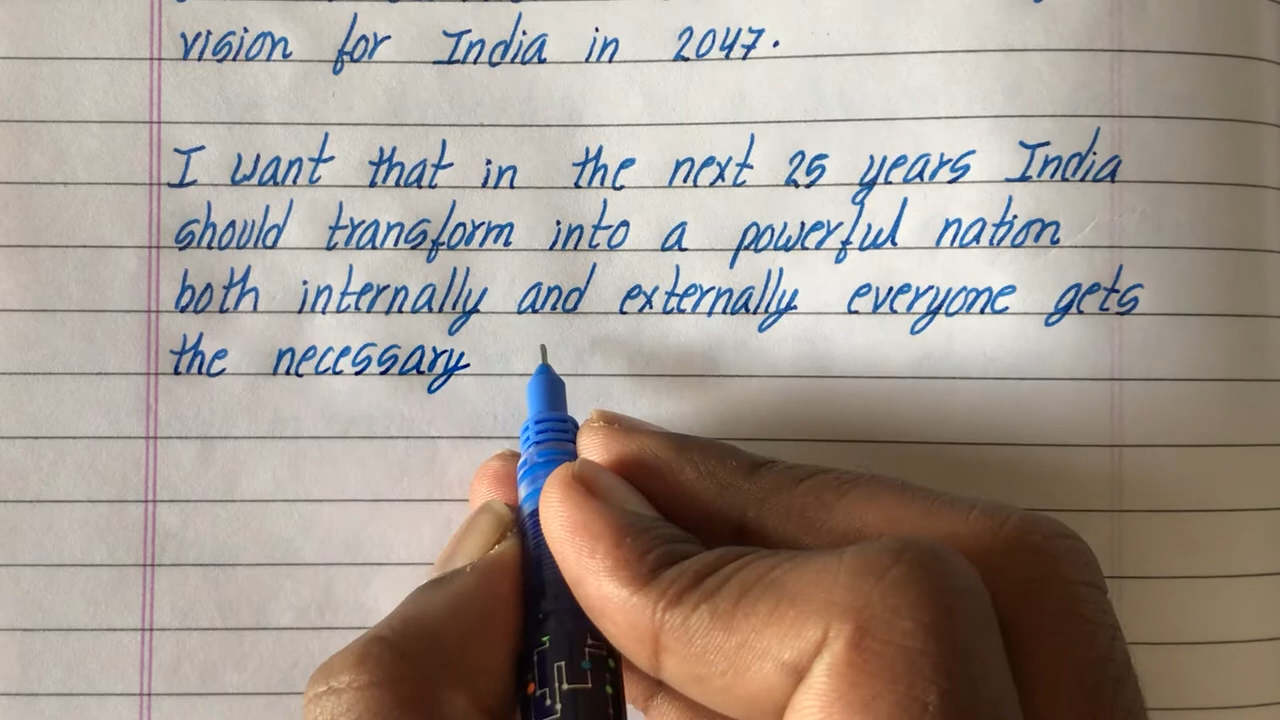 vision for India in 2047.
I want that in the next 25 years India
should transform into a powerful nation
both internally and externally everyone gets
the necessary